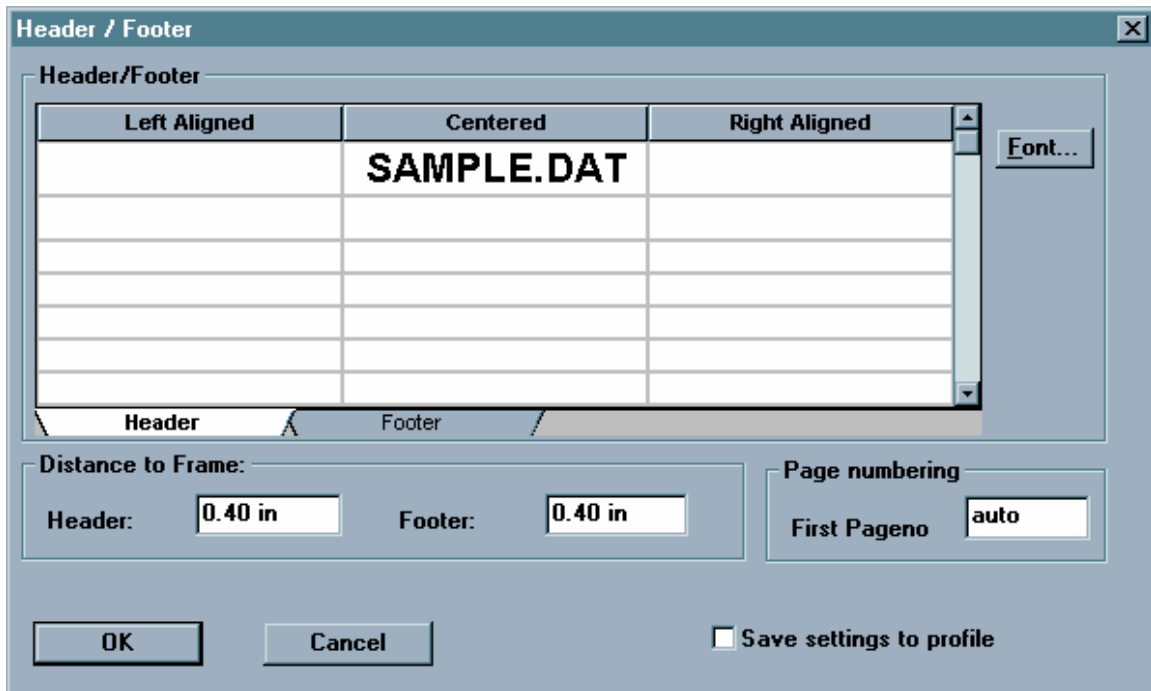 Header / Footer
Header/Footer
Left Aligned Centered Right Aligned
Font...
SAMPLE.DAT
Header Footer
Distance to Frame:
Header: 0.40 in Footer: 0.40 in
Page numbering
First Pageno auto
OK Cancel Save settings to profile